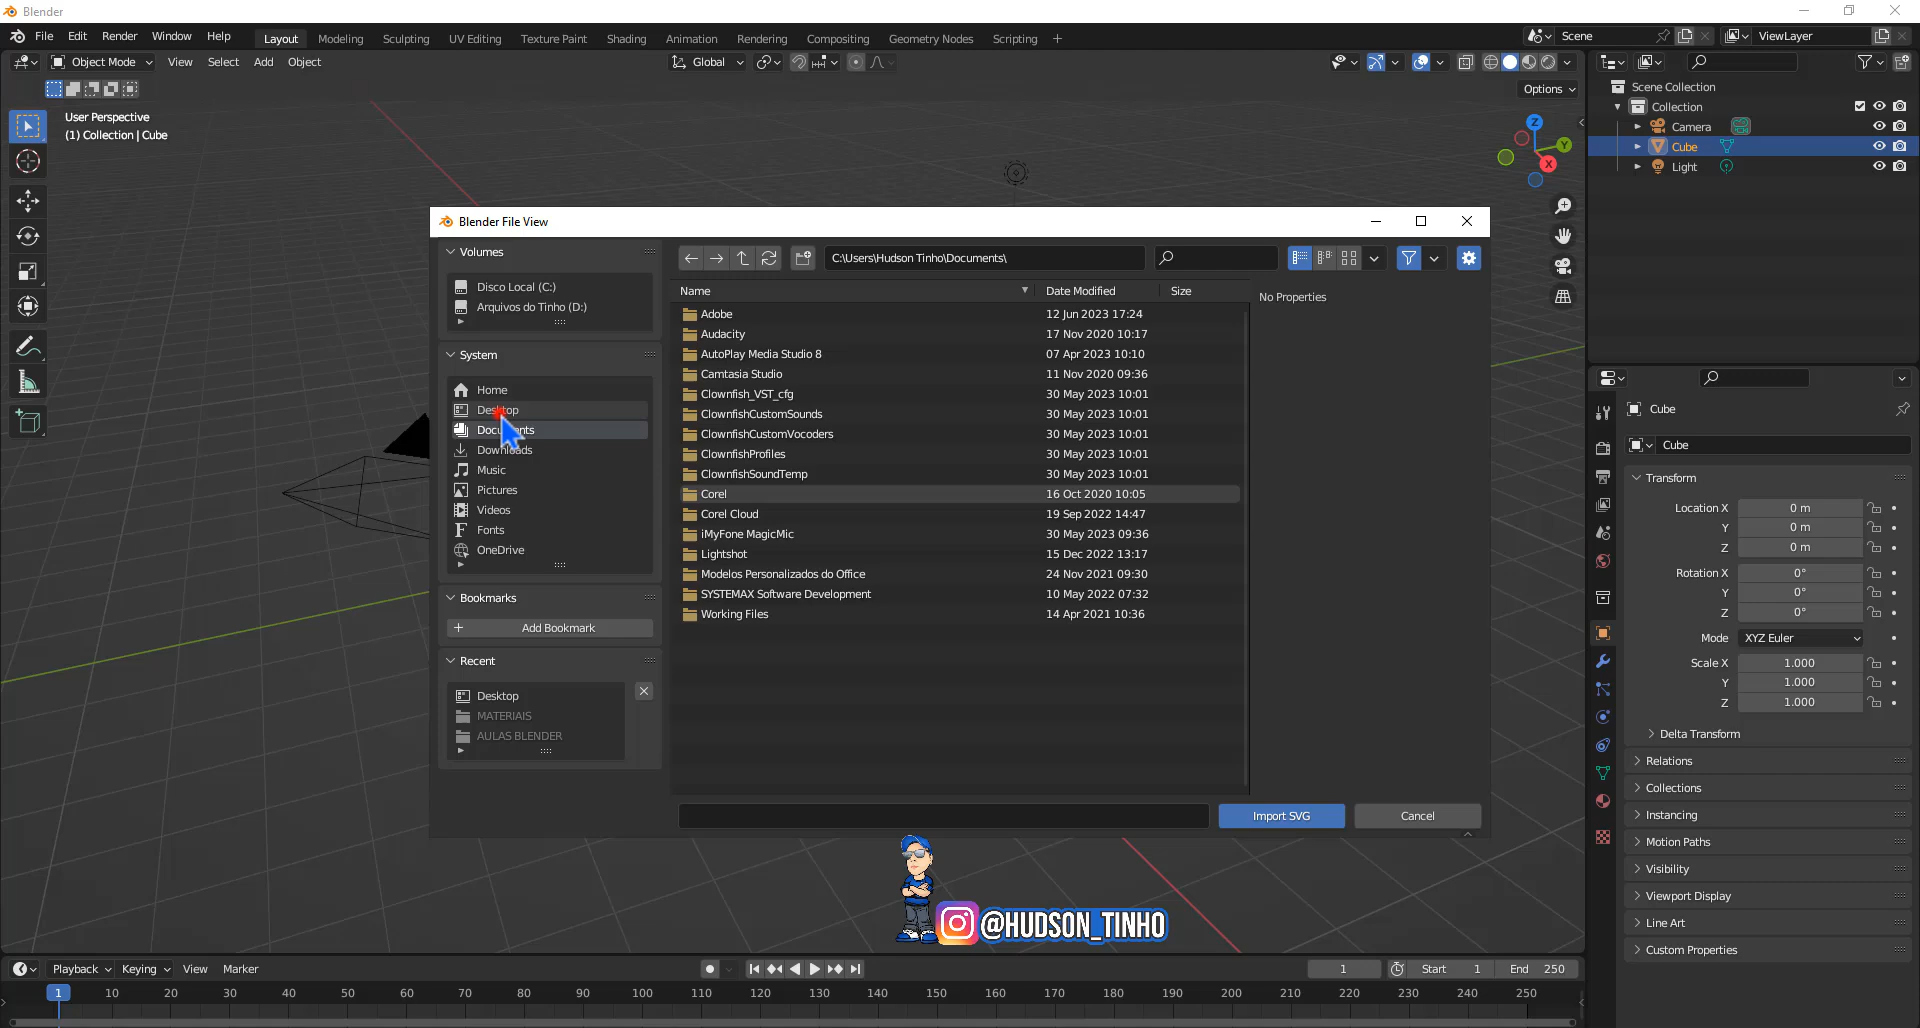 Blender
File Edit Render Window Help Layout Modeling Sculpting UV Editing Texture Paint Shading Animation Rendering Compositing Geometry Nodes Scripting + Scene ViewLayer
Object Mode View Select Add Object Global
Options
User Perspective
(1) Collection | Cube
Z
Y
X
Scene Collection
Collection
Camera
Cube
Light
Blender File View
Volumes
Disco Local (C:)
Arquivos do Tinho (D:)
System
Home
Desktop
Documents
Downloads
Music
Pictures
Videos
Fonts
OneDrive
Bookmarks
+ Add Bookmark
Recent
Desktop
MATERIAIS
AULAS BLENDER
C:\Users\Hudson Tinho\Documents\
Name Date Modified Size
Adobe 12 Jun 2023 17:24
Audacity 17 Nov 2020 10:17
AutoPlay Media Studio 8 07 Apr 2023 10:10
Camtasia Studio 11 Nov 2020 09:36
Clownfish_VST_cfg 30 May 2023 10:01
ClownfishCustomSounds 30 May 2023 10:01
ClownfishCustomVocoders 30 May 2023 10:01
ClownfishProfiles 30 May 2023 10:01
ClownfishSoundTemp 30 May 2023 10:01
Corel 16 Oct 2020 10:05
Corel Cloud 19 Sep 2022 14:47
iMyFone MagicMic 30 May 2023 09:36
Lightshot 15 Dec 2022 13:17
Modelos Personalizados do Office 24 Nov 2021 09:30
SYSTEMAX Software Development 10 May 2022 07:32
Working Files 14 Apr 2021 10:36
No Properties
Import SVG Cancel
@HUDSON_TINHO
Cube
Cube
Transform
Location X 0 m
Y 0 m
Z 0 m
Rotation X 0°
Y 0°
Z 0°
Mode XYZ Euler
Scale X 1.000
Y 1.000
Z 1.000
Delta Transform
Relations
Collections
Instancing
Motion Paths
Visibility
Viewport Display
Line Art
Custom Properties
Playback Keying View Marker 1 Start 1 End 250
1 10 20 30 40 50 60 70 80 90 100 110 120 130 140 150 160 170 180 190 200 210 220 230 240 250